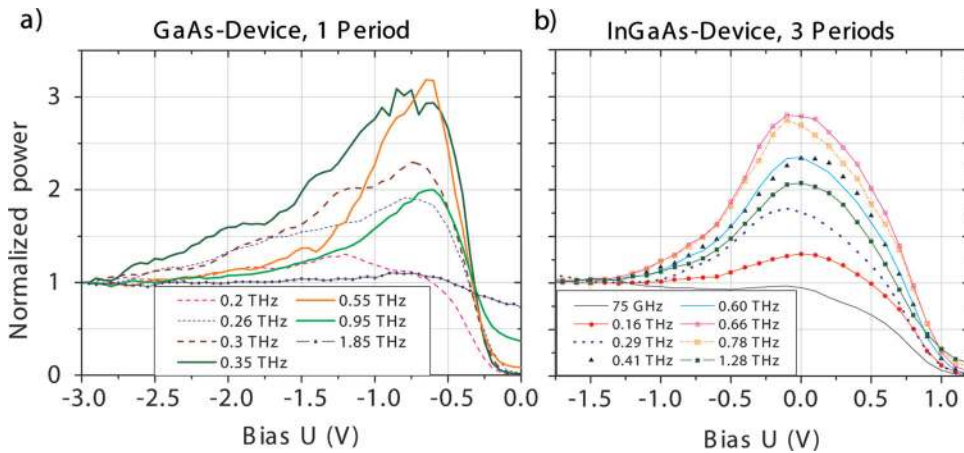 a)
GaAs-Device, 1 Period
Normalized power
3
2
1
0
0.2 THz
0.26 THz
0.3 THz
0.35 THz
0.55 THz
0.95 THz
1.85 THz
-3.0 -2.5 -2.0 -1.5 -1.0 -0.5 0.0
Bias U (V)
b)
InGaAs-Device, 3 Periods
75 GHz
0.16 THz
0.29 THz
0.41 THz
0.60 THz
0.66 THz
0.78 THz
1.28 THz
-1.5 -1.0 -0.5 0.0 0.5 1.0
Bias U (V)